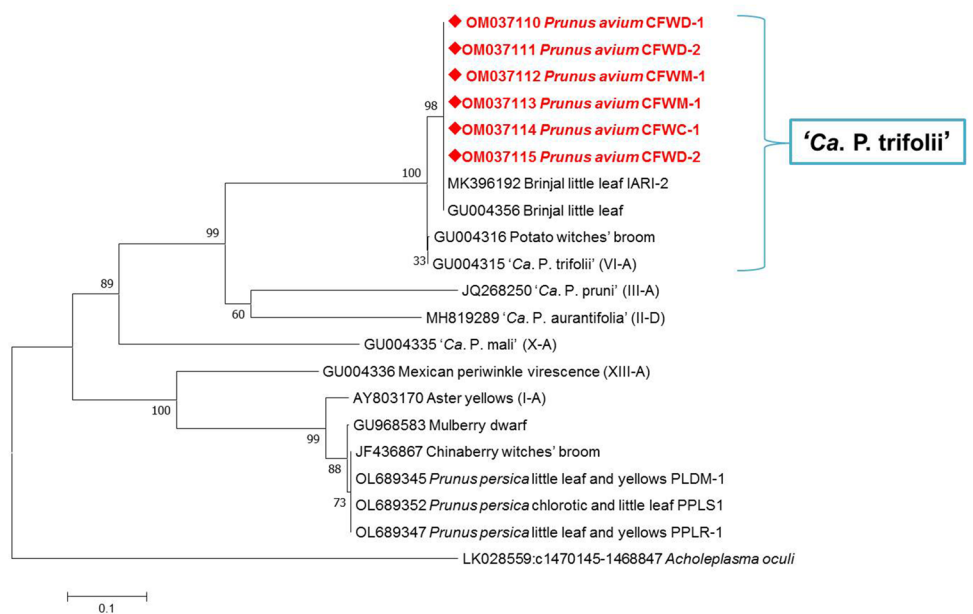 OM037110 Prunus avium CFWD-1
OM037111 Prunus avium CFWD-2
98
OM037112 Prunus avium CFWM-1
OM037113 Prunus avium CFWM-1
OM037114 Prunus avium CFWC-1
‘Ca. P. trifolii’
OM037115 Prunus avium CFWD-2
100
MK396192 Brinjal little leaf IARI-2
GU004356 Brinjal little leaf
99
GU004316 Potato witches’ broom
33
GU004315 ‘Ca. P. trifolii’ (VI-A)
89
JQ268250 ‘Ca. P. pruni’ (III-A)
60
MH819289 ‘Ca. P. aurantifolia’ (II-D)
GU004335 ‘Ca. P. mali’ (X-A)
GU004336 Mexican periwinkle virescence (XIII-A)
100
AY803170 Aster yellows (I-A)
99
GU968583 Mulberry dwarf
JF436867 Chinaberry witches’ broom
88
OL689345 Prunus persica little leaf and yellows PLDM-1
73
OL689352 Prunus persica chlorotic and little leaf PPLS1
OL689347 Prunus persica little leaf and yellows PPLR-1
LK028559:c1470145-1468847 Acholeplasma oculi
0.1